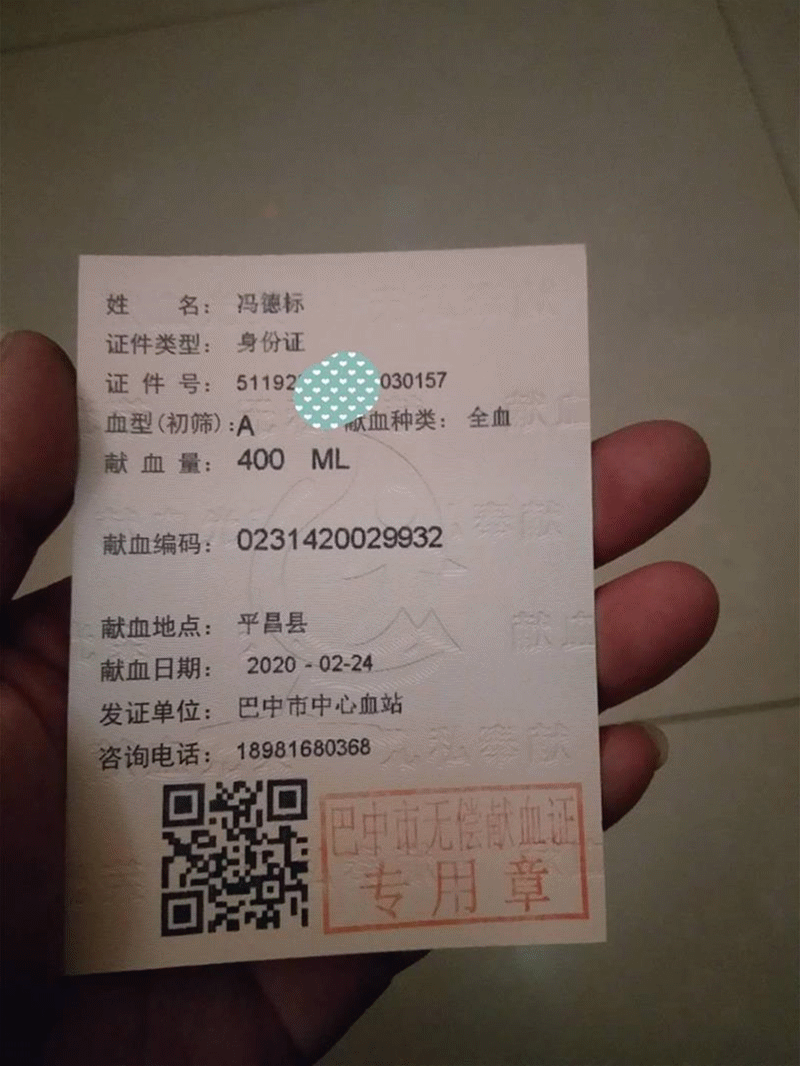 姓 名： 冯德标
证件类型： 身份证
证 件 号： 51192 030157
血型(初筛)：A 献血种类： 全血
献 血 量： 400 ML
献血编码： 0231420029932
献血地点： 平昌县
献血日期： 2020 - 02-24
发证单位： 巴中市中心血站
咨询电话： 18981680368
巴中市无偿献血证
专用章